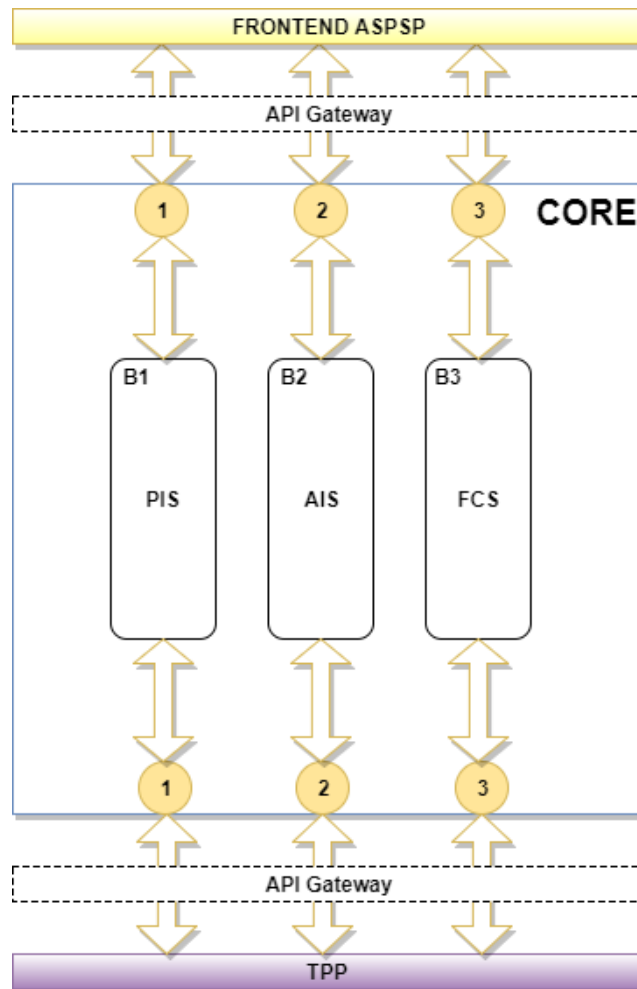 FRONTEND ASPSP
API Gateway
1
2
3
CORE
B1
B2
B3
PIS
AIS
FCS
1
2
3
API Gateway
TPP